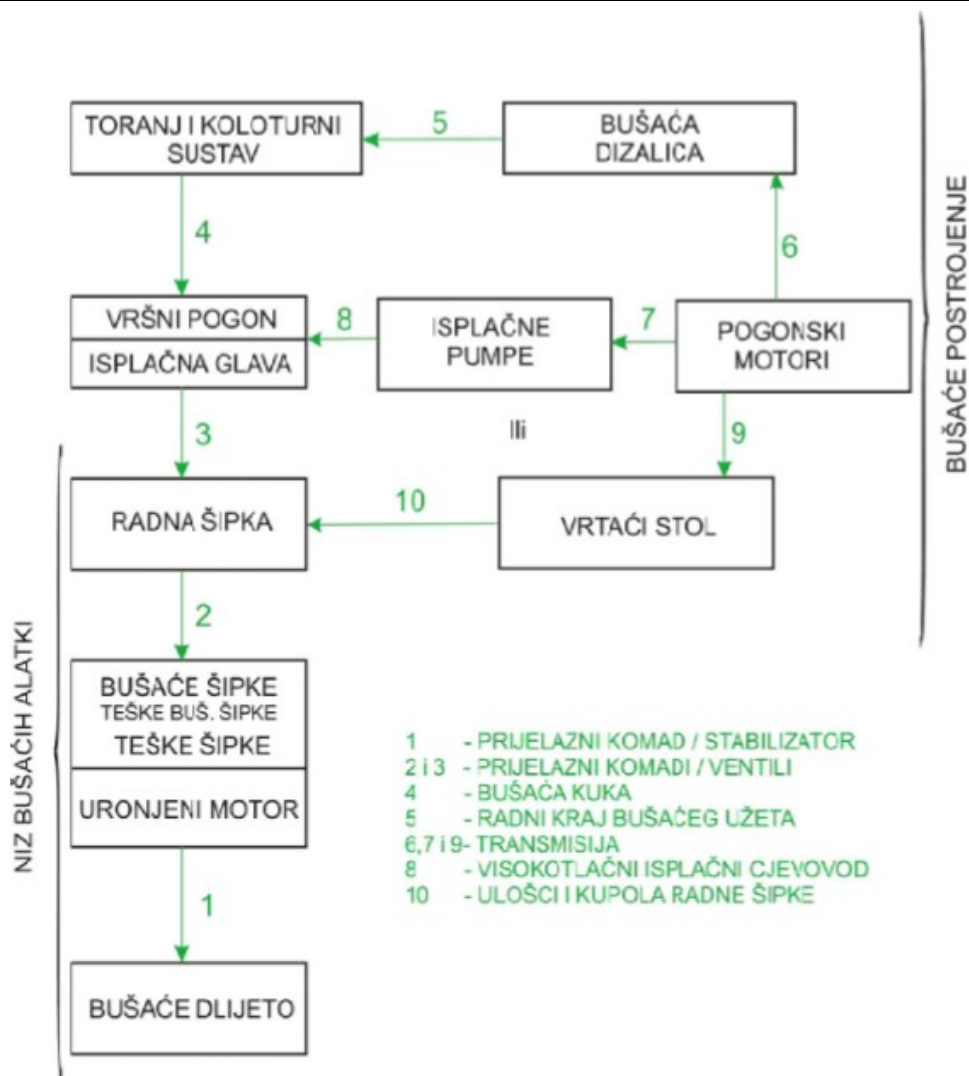 TORANJ I KOLOTURNI
SUSTAV
5
BUŠAĆA
DIZALICA
4
6
VRŠNI POGON
ISPLAČNA GLAVA
8
ISPLAČNE
PUMPE
7
POGONSKI
MOTORI
3
Ili
9
RADNA ŠIPKA
10
VRTAĆI STOL
2
BUŠAĆE ŠIPKE
TEŠKE BUŠ. ŠIPKE
TEŠKE ŠIPKE
URONJENI MOTOR
1
BUŠAĆE DLIJETO
1 - PRIJELAZNI KOMAD / STABILIZATOR
2 i 3 - PRIJELAZNI KOMADI / VENTILI
4 - BUŠAĆA KUKA
5 - RADNI KRAJ BUŠAĆEG UŽETA
6,7 i 9- TRANSMISIJA
8 - VISOKOTLAČNI ISPLAČNI CJEVOVOD
10 - ULOŠCI I KUPOLA RADNE ŠIPKE
NIZ BUŠAĆIH ALATKI
BUŠAĆE POSTROJENJE